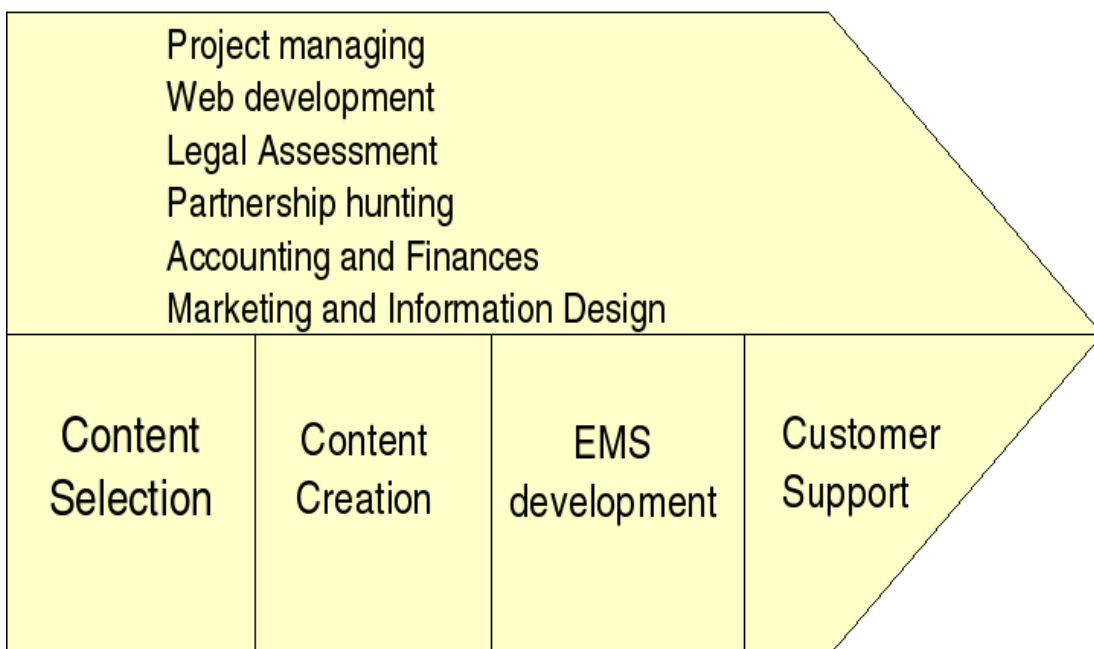 Project managing
Web development
Legal Assessment
Partnership hunting
Accounting and Finances
Marketing and Information Design
Content
Selection
Content
Creation
EMS
development
Customer
Support